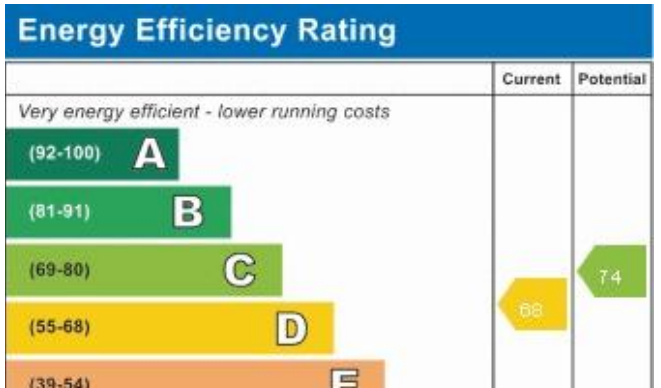 Energy Efficiency Rating
Current Potential
Very energy efficient - lower running costs
(92-100) A
(81-91) B
(69-80) C
74
68
(55-68) D
(39-54) E